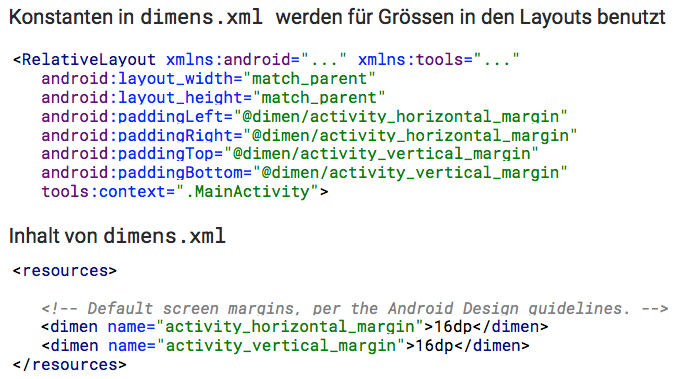 Konstanten in dimens.xml werden für Grössen in den Layouts benutzt
<RelativeLayout xmlns:android="..." xmlns:tools="..."
android:layout_width="match_parent"
android:layout_height="match_parent"
android:paddingLeft="@dimen/activity_horizontal_margin"
android:paddingRight="@dimen/activity_horizontal_margin"
android:paddingTop="@dimen/activity_vertical_margin"
android:paddingBottom="@dimen/activity_vertical_margin"
tools:context=".MainActivity">
Inhalt von dimens.xml
<resources>
<!-- Default screen margins, per the Android Design guidelines. -->
<dimen name="activity_horizontal_margin">16dp</dimen>
<dimen name="activity_vertical_margin">16dp</dimen>
</resources>